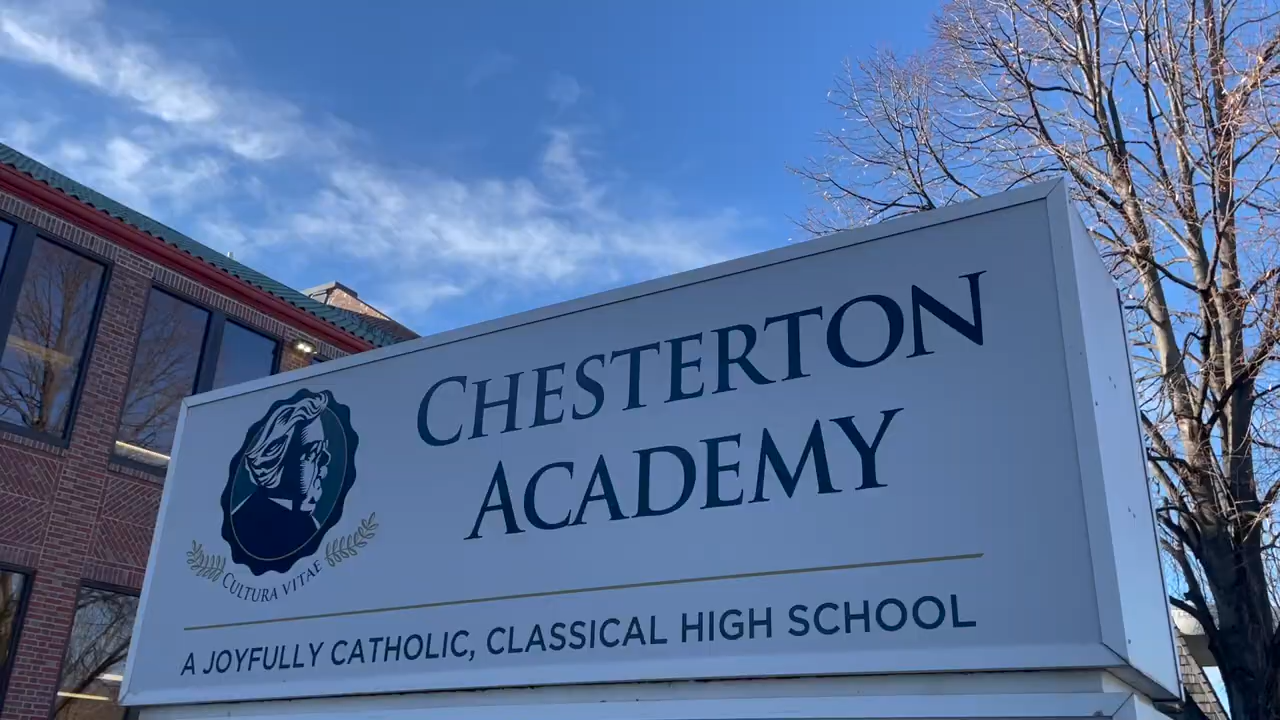 CHESTERTON
ACADEMY
CULTURA VITAE
A JOYFULLY CATHOLIC, CLASSICAL HIGH SCHOOL